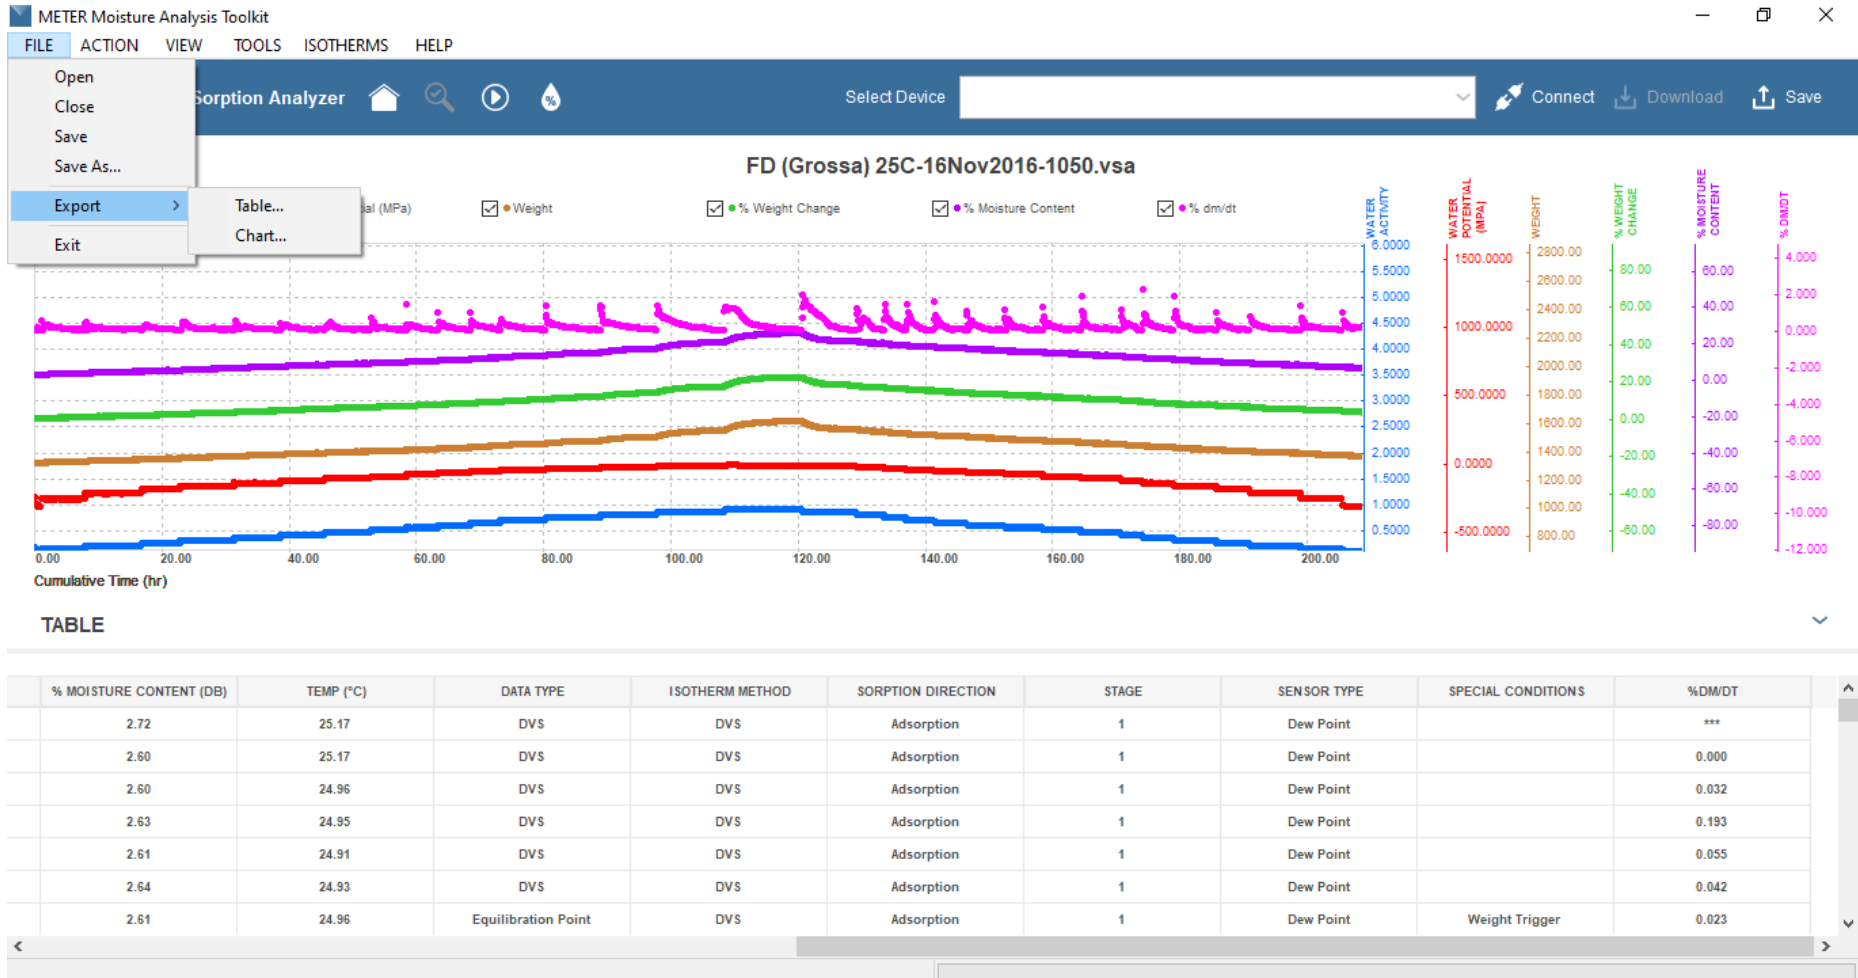 METER Moisture Analysis Toolkit
FILE ACTION VIEW TOOLS ISOTHERMS HELP
Open
Close
Save
Save As...
Export
Exit
Table...
Chart...
Sorption Analyzer
%
Select Device
Connect
Download
Save
FD (Grossa) 25C-16Nov2016-1050.vsa
(MPa)
Weight
% Weight Change
% Moisture Content
% dm/dt
WATER ACTIVITY
WATER POTENTIAL (MPA)
WEIGHT
% WEIGHT CHANGE
% MOISTURE CONTENT
% DM/DT
6.0000
5.5000
5.0000
4.5000
4.0000
3.5000
3.0000
2.5000
2.0000
1.5000
1.0000
0.5000
1500.0000
1000.0000
500.0000
0.0000
-500.0000
2800.00
2600.00
2400.00
2200.00
2000.00
1800.00
1600.00
1400.00
1200.00
1000.00
800.00
80.00
60.00
40.00
20.00
0.00
-20.00
-40.00
-60.00
60.00
40.00
20.00
0.00
-20.00
-40.00
-60.00
-80.00
4.000
2.000
0.000
-2.000
-4.000
-6.000
-8.000
-10.000
-12.000
0.00 20.00 40.00 60.00 80.00 100.00 120.00 140.00 160.00 180.00 200.00
Cumulative Time (hr)
TABLE
% MOISTURE CONTENT (DB) TEMP (°C) DATA TYPE ISOTHERM METHOD SORPTION DIRECTION STAGE SENSOR TYPE SPECIAL CONDITIONS %DM/DT
2.72 25.17 DVS DVS Adsorption 1 Dew Point ***
2.60 25.17 DVS DVS Adsorption 1 Dew Point 0.000
2.60 24.96 DVS DVS Adsorption 1 Dew Point 0.032
2.63 24.95 DVS DVS Adsorption 1 Dew Point 0.193
2.61 24.91 DVS DVS Adsorption 1 Dew Point 0.055
2.64 24.93 DVS DVS Adsorption 1 Dew Point 0.042
2.61 24.96 Equilibration Point DVS Adsorption 1 Dew Point Weight Trigger 0.023